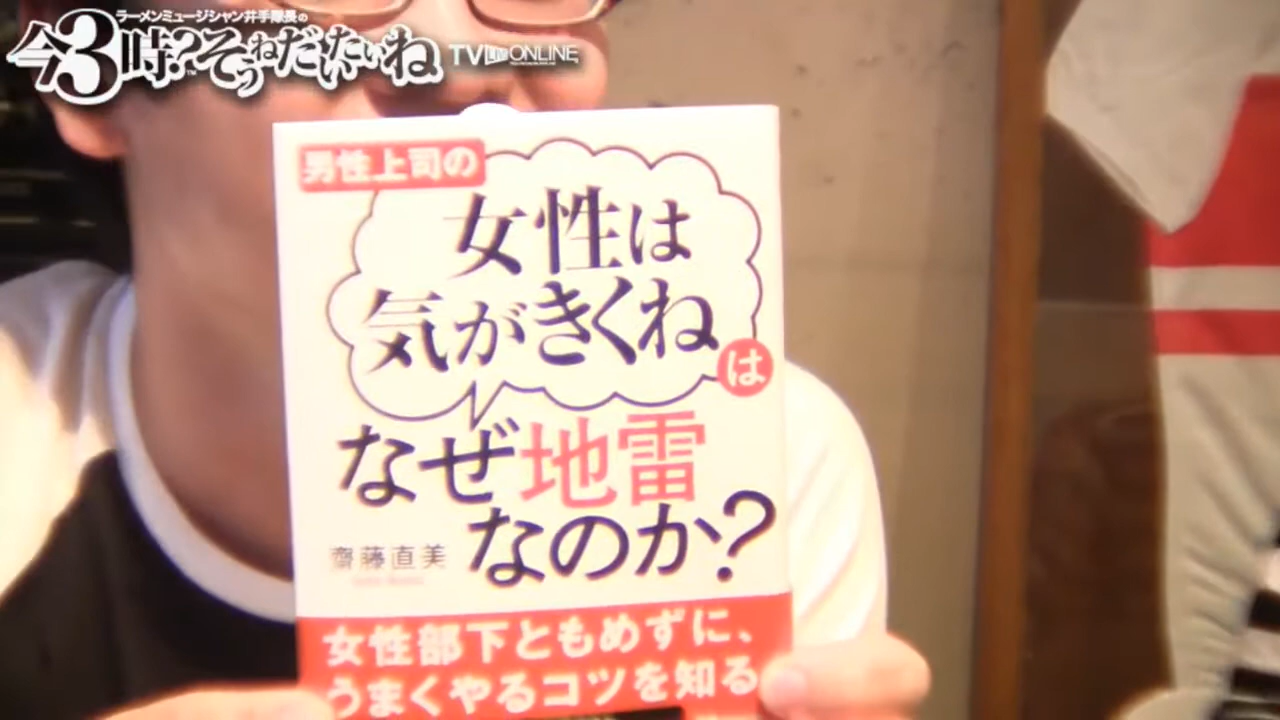 ラーメンミュージシャン井手隊長の
今3時?そうねだいたいね
TV Live ONLINE
男性上司の
女性は
気がきくね
は
なぜ地雷
なのか?
齋藤直美
女性部下ともめずに、
うまくやるコツを知る